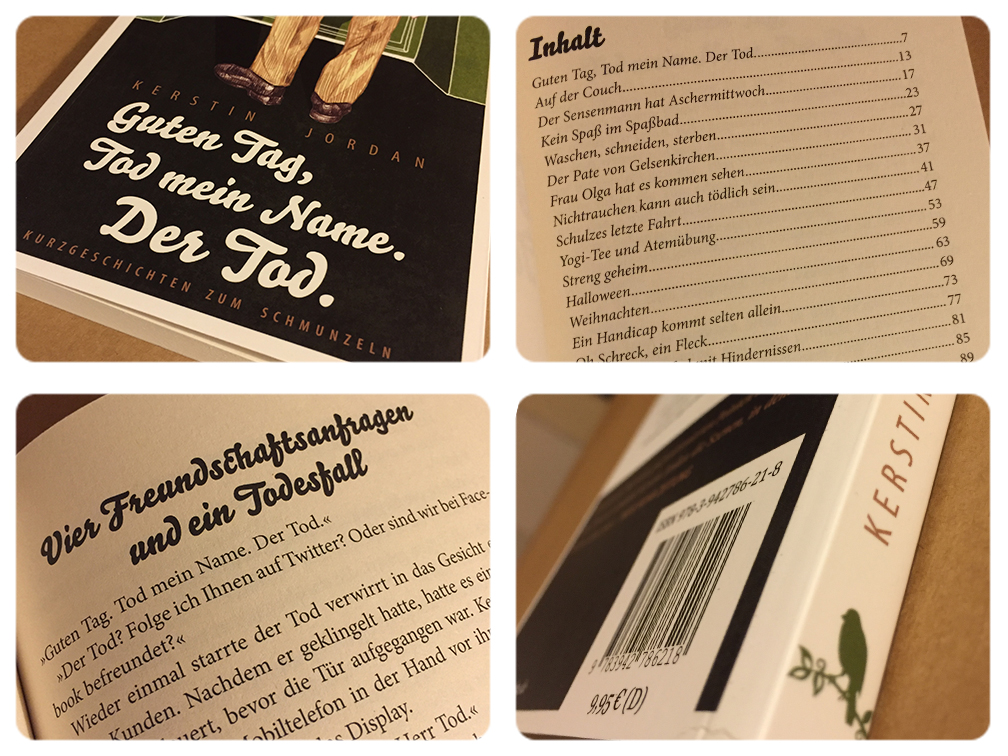 KERSTIN JORDAN
Guten Tag,
Tod mein Name.
Der Tod.
KURZGESCHICHTEN ZUM SCHMUNZELN
Inhalt
Guten Tag, Tod mein Name. Der Tod....................................7
Auf der Couch....................................13
Der Sensenmann hat Aschermittwoch....................................17
Kein Spaß im Spaßbad....................................23
Waschen, schneiden, sterben....................................27
Der Pate von Gelsenkirchen....................................31
Frau Olga hat es kommen sehen....................................37
Nichtrauchen kann auch tödlich sein....................................41
Schulzes letzte Fahrt....................................47
Yogi-Tee und Atemübung....................................53
Streng geheim....................................59
Halloween....................................63
Weihnachten....................................69
Ein Handicap kommt selten allein....................................73
Oh Schreck, ein Fleck....................................77
mit Hindernissen....................................81
85
89
Vier Freundschaftsanfragen
und ein Todesfall
»Guten Tag. Tod mein Name. Der Tod.«
»Der Tod? Folge ich Ihnen auf Twitter? Oder sind wir bei Face-
book befreundet?«
Wieder einmal starrte der Tod verwirrt in das Gesicht
Kunden. Nachdem er geklingelt hatte, hatte es
bevor die Tür aufgegangen war.
Mobiltelefon in der Hand vor
Display.
Herr Tod.«
ISBN 978-3-942786-21-8
9 783942 786218
9.95 € (D)
KERSTIN